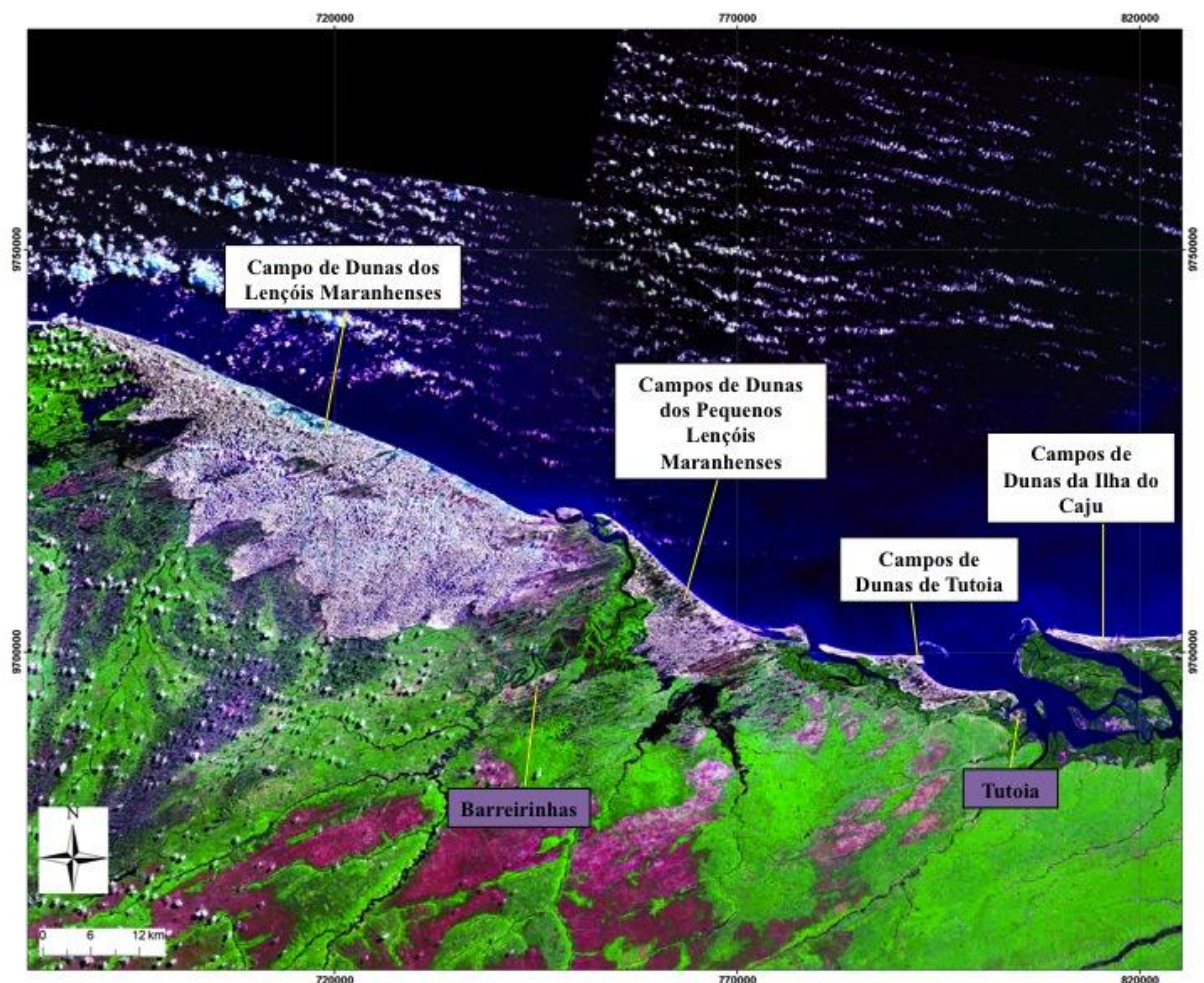 720000
770000
820000
9750000
9750000
Campo de Dunas dos
Lençóis Maranhenses
Campos de Dunas
dos Pequenos
Lençóis
Maranhenses
Campos de
Dunas da Ilha do
Caju
Campos de
Dunas de Tutoia
9700000
9700000
Barreirinhas
Tutoia
N
0 6 12 km
720000
770000
820000